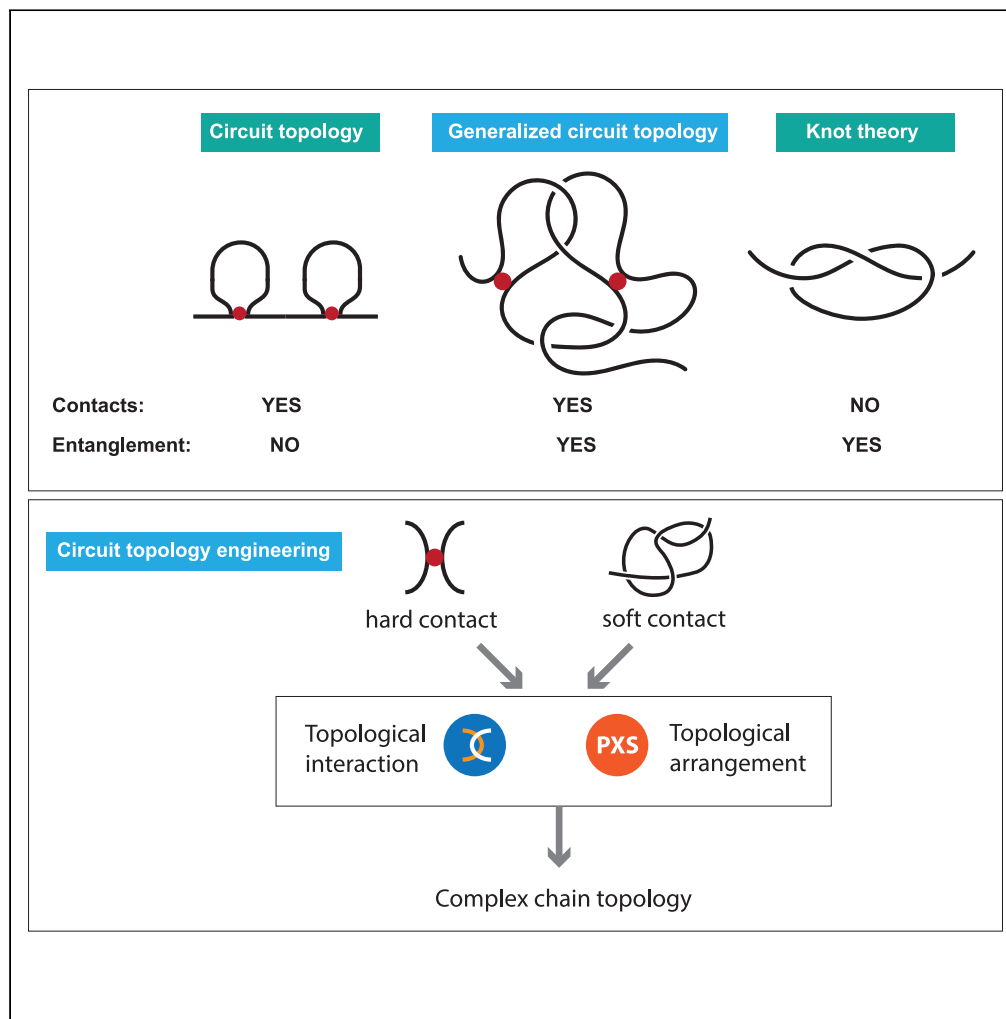 Circuit topology
Generalized circuit topology
Knot theory
Contacts: YES YES NO
Entanglement: NO YES YES
Circuit topology engineering
hard contact
soft contact
Topological
interaction
PXS
Topological
arrangement
Complex chain topology